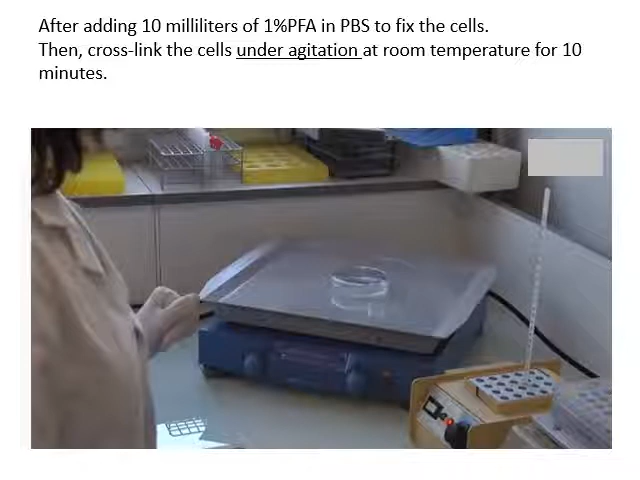 After adding 10 milliliters of 1%PFA in PBS to fix the cells.
Then, cross-link the cells under agitation at room temperature for 10
minutes.